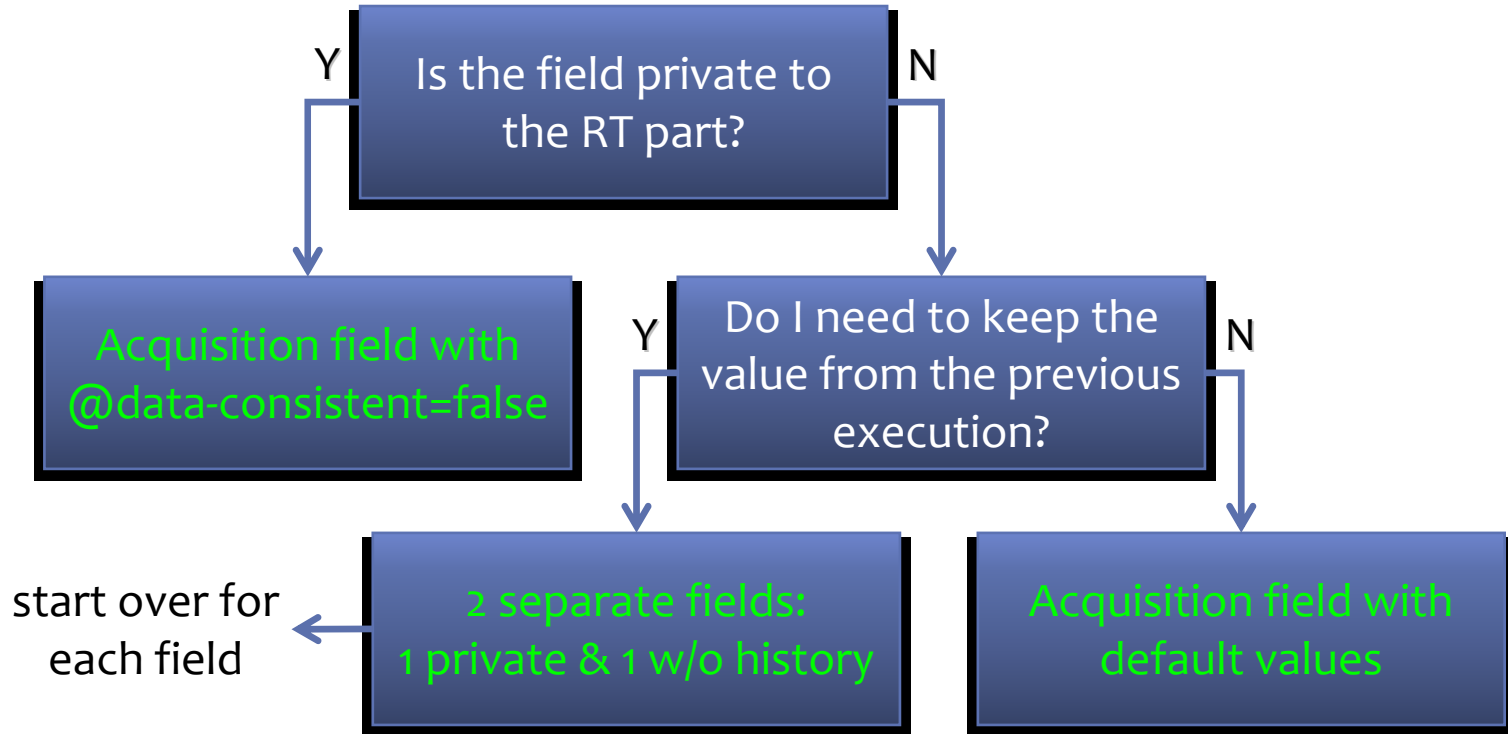 Y
Is the field private to
the RT part?
N
Acquisition field with
@data-consistent=false
Y
Do I need to keep the
value from the previous
execution?
N
start over for
each field
2 separate fields:
1 private & 1 w/o history
Acquisition field with
default values